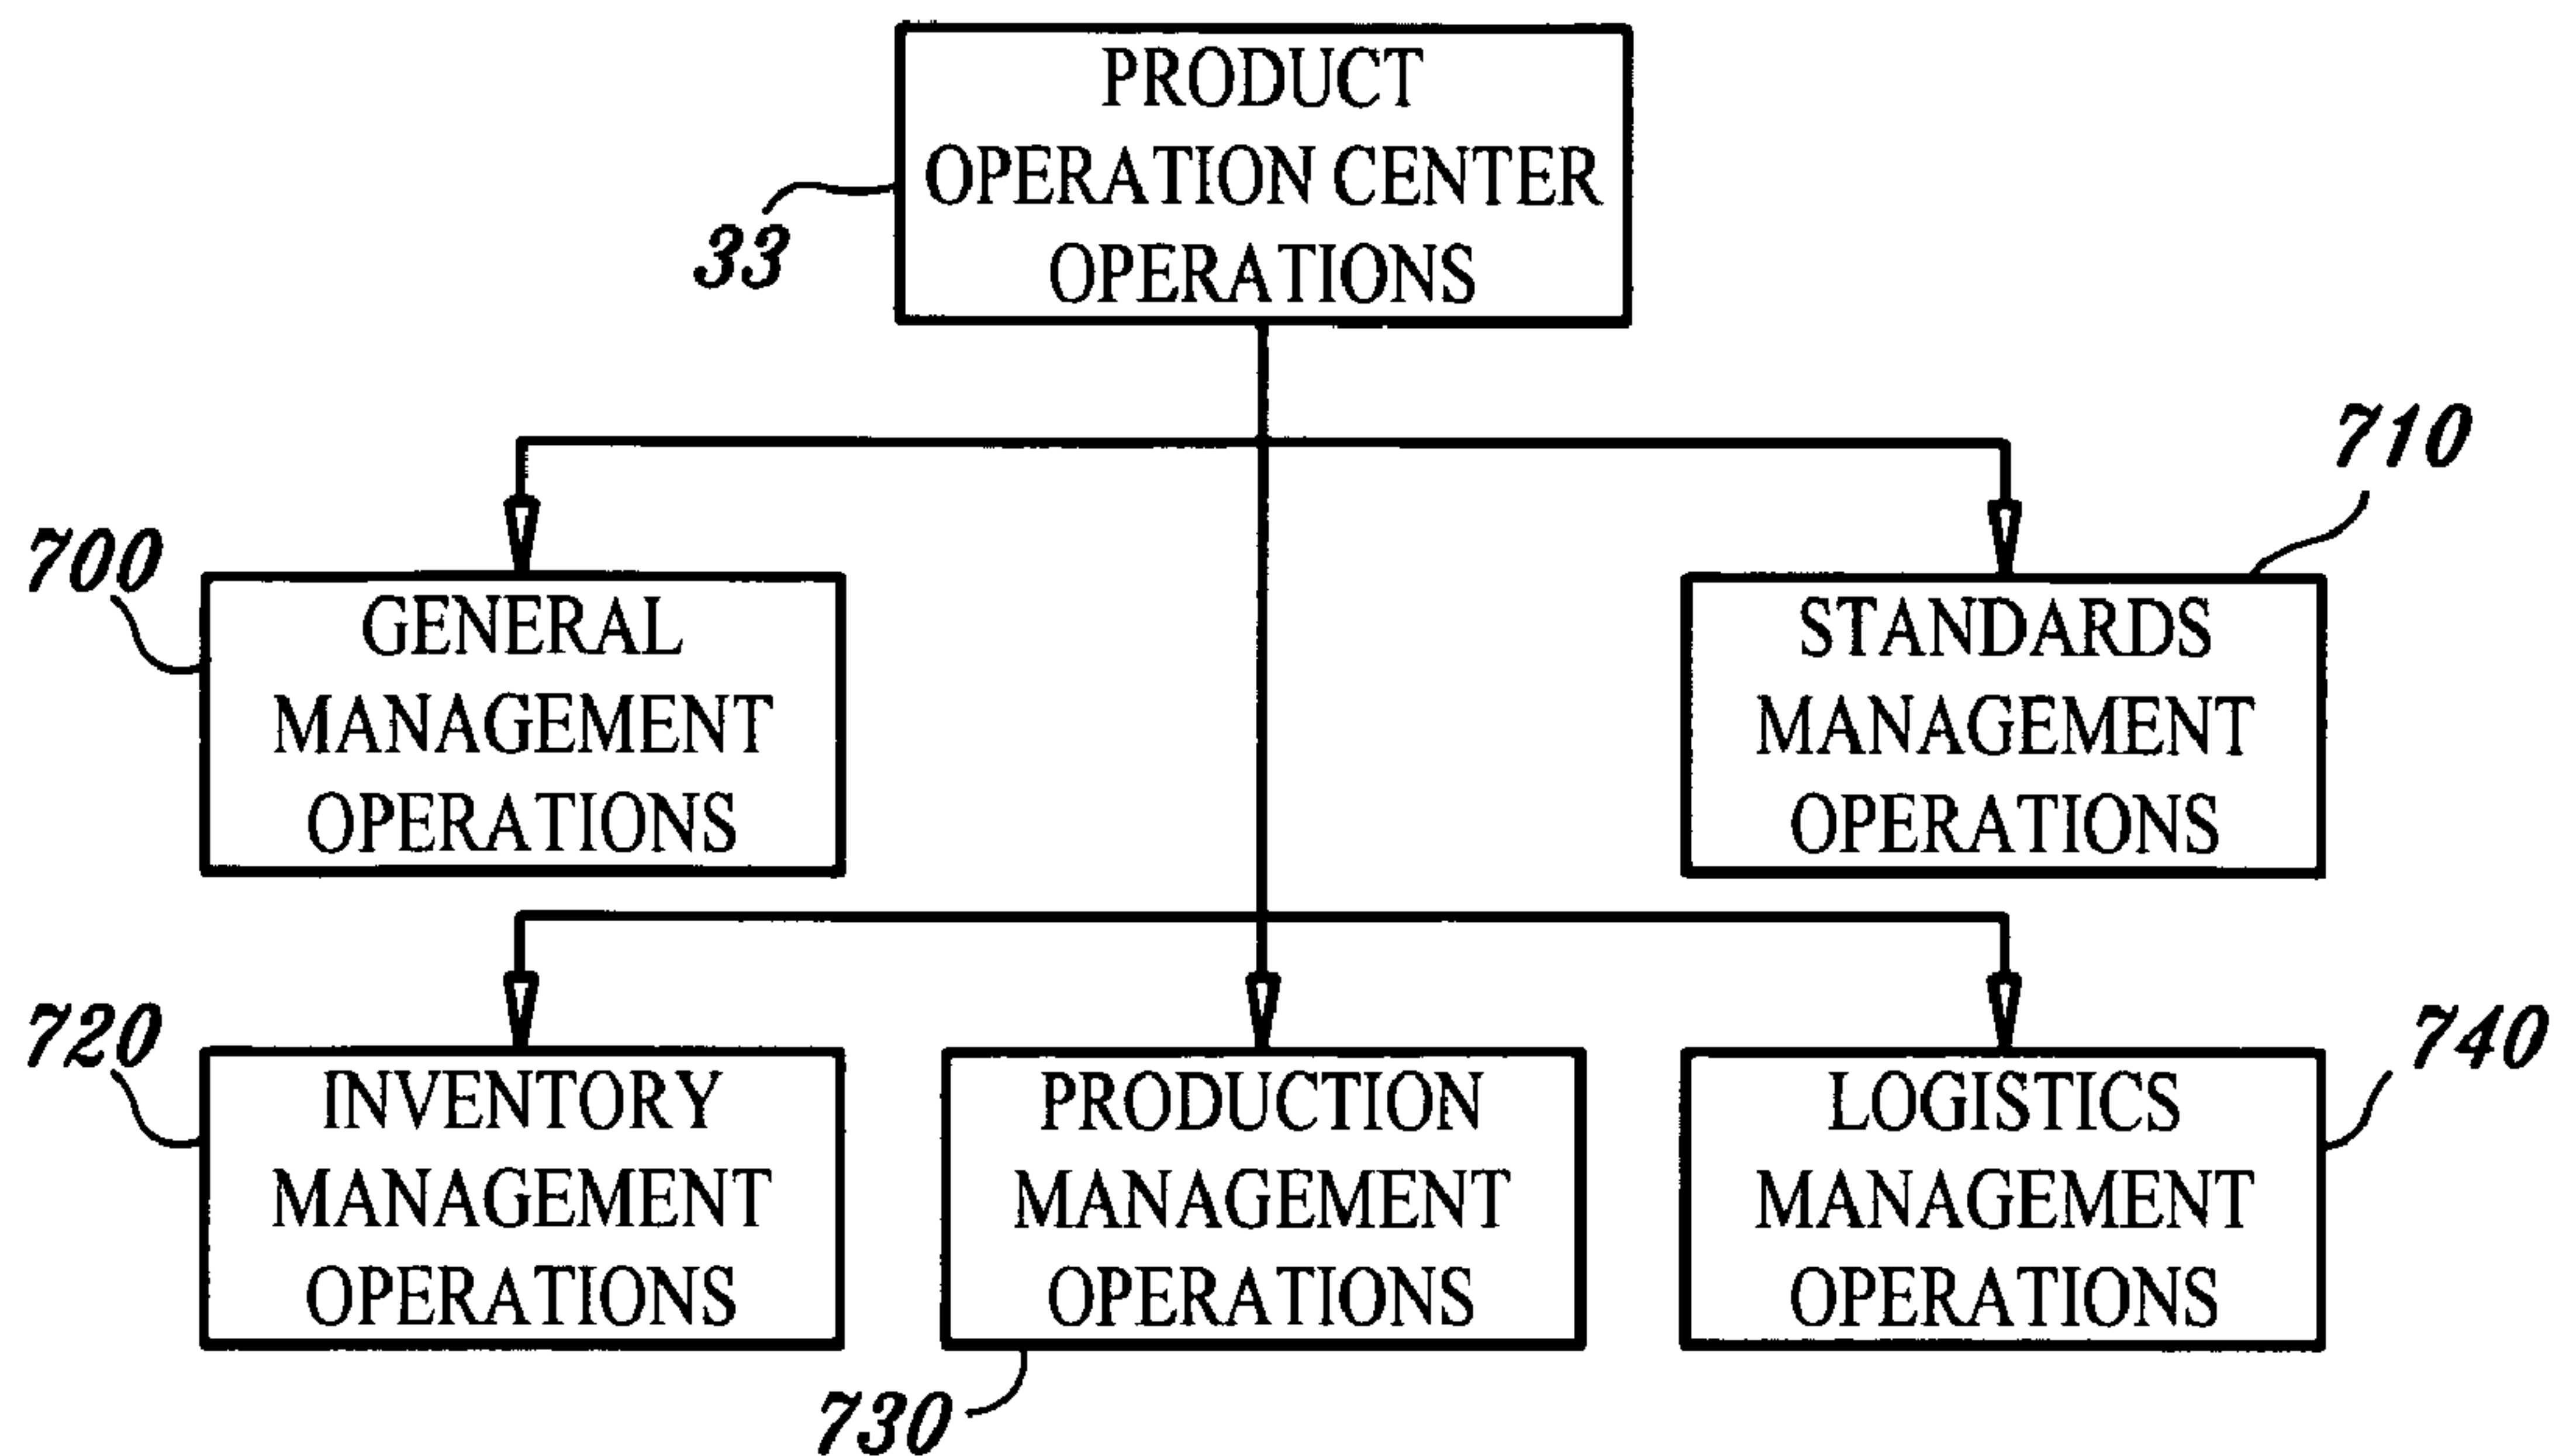 PRODUCT
OPERATION CENTER
OPERATIONS
33
710
700
GENERAL
MANAGEMENT
OPERATIONS
STANDARDS
MANAGEMENT
OPERATIONS
720
INVENTORY
MANAGEMENT
OPERATIONS
PRODUCTION
MANAGEMENT
OPERATIONS
730
LOGISTICS
MANAGEMENT
OPERATIONS
740